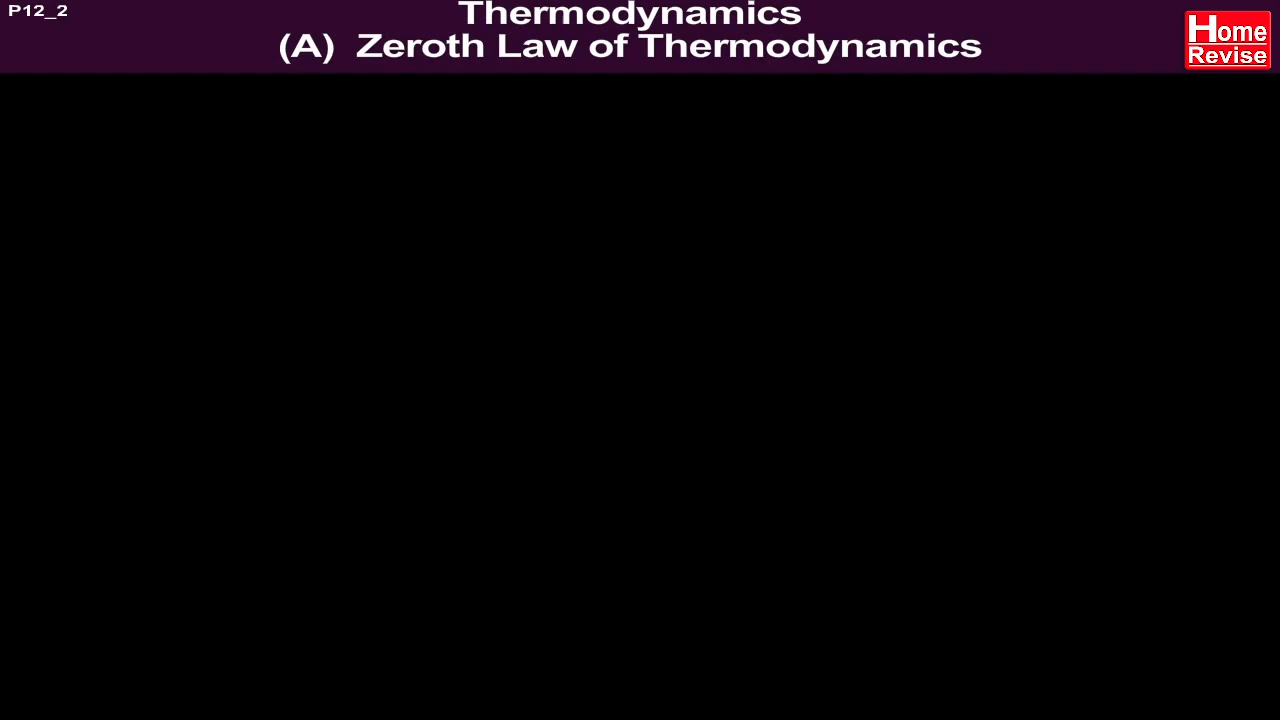 P12_2
Thermodynamics
(A) Zeroth Law of Thermodynamics
Home
Revise